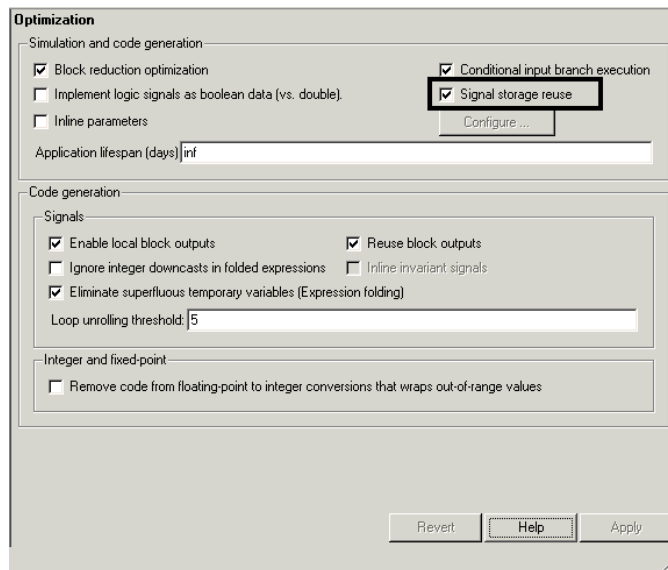 Optimization
Simulation and code generation
Block reduction optimization
Conditional input branch execution
Implement logic signals as boolean data (vs. double).
Signal storage reuse
Inline parameters
Configure ...
Application lifespan (days) inf
Code generation
Signals
Enable local block outputs
Reuse block outputs
Ignore integer downcasts in folded expressions
Inline invariant signals
Eliminate superfluous temporary variables (Expression folding)
Loop unrolling threshold: 5
Integer and fixed-point
Remove code from floating-point to integer conversions that wraps out-of-range values
Revert
Help
Apply